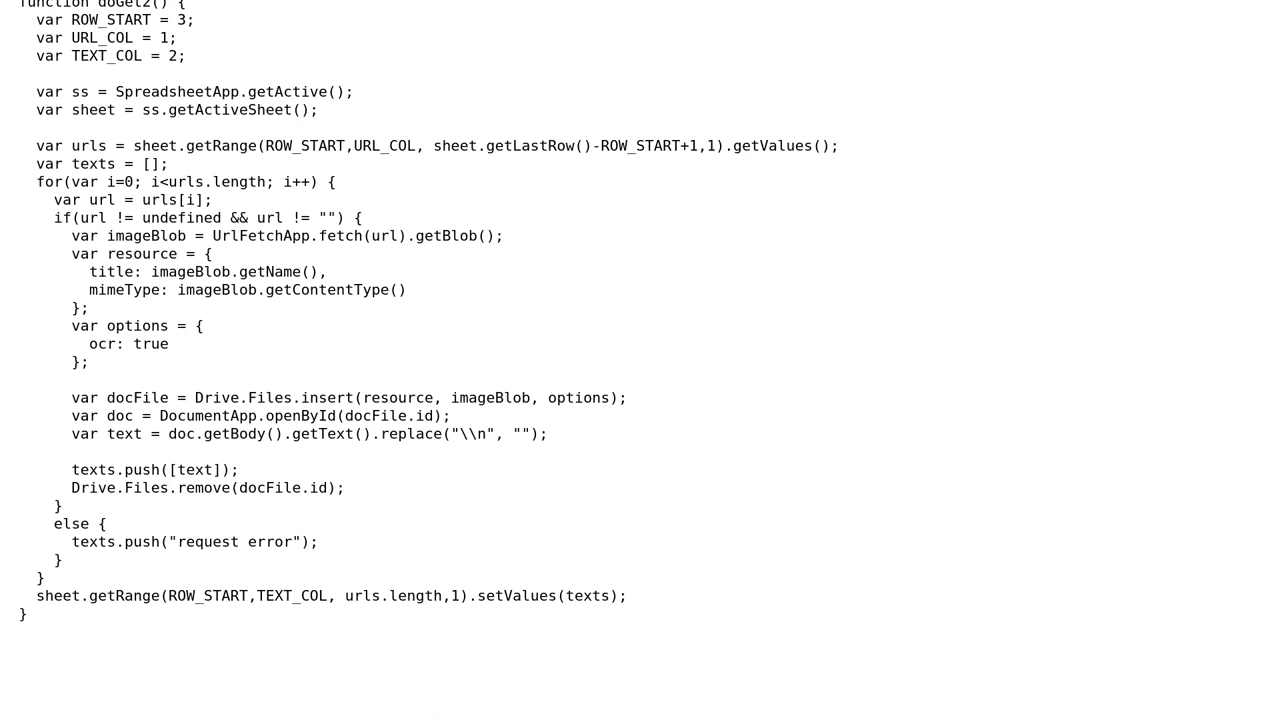 function doGet2() {
  var ROW_START = 3;
  var URL_COL = 1;
  var TEXT_COL = 2;

  var ss = SpreadsheetApp.getActive();
  var sheet = ss.getActiveSheet();

  var urls = sheet.getRange(ROW_START,URL_COL, sheet.getLastRow()-ROW_START+1,1).getValues();
  var texts = [];
  for(var i=0; i<urls.length; i++) {
    var url = urls[i];
    if(url != undefined && url != "") {
      var imageBlob = UrlFetchApp.fetch(url).getBlob();
      var resource = {
        title: imageBlob.getName(),
        mimeType: imageBlob.getContentType()
      };
      var options = {
        ocr: true
      };

      var docFile = Drive.Files.insert(resource, imageBlob, options);
      var doc = DocumentApp.openById(docFile.id);
      var text = doc.getBody().getText().replace("\\n", "");

      texts.push([text]);
      Drive.Files.remove(docFile.id);
    }
    else {
      texts.push("request error");
    }
  }
  sheet.getRange(ROW_START,TEXT_COL, urls.length,1).setValues(texts);
}